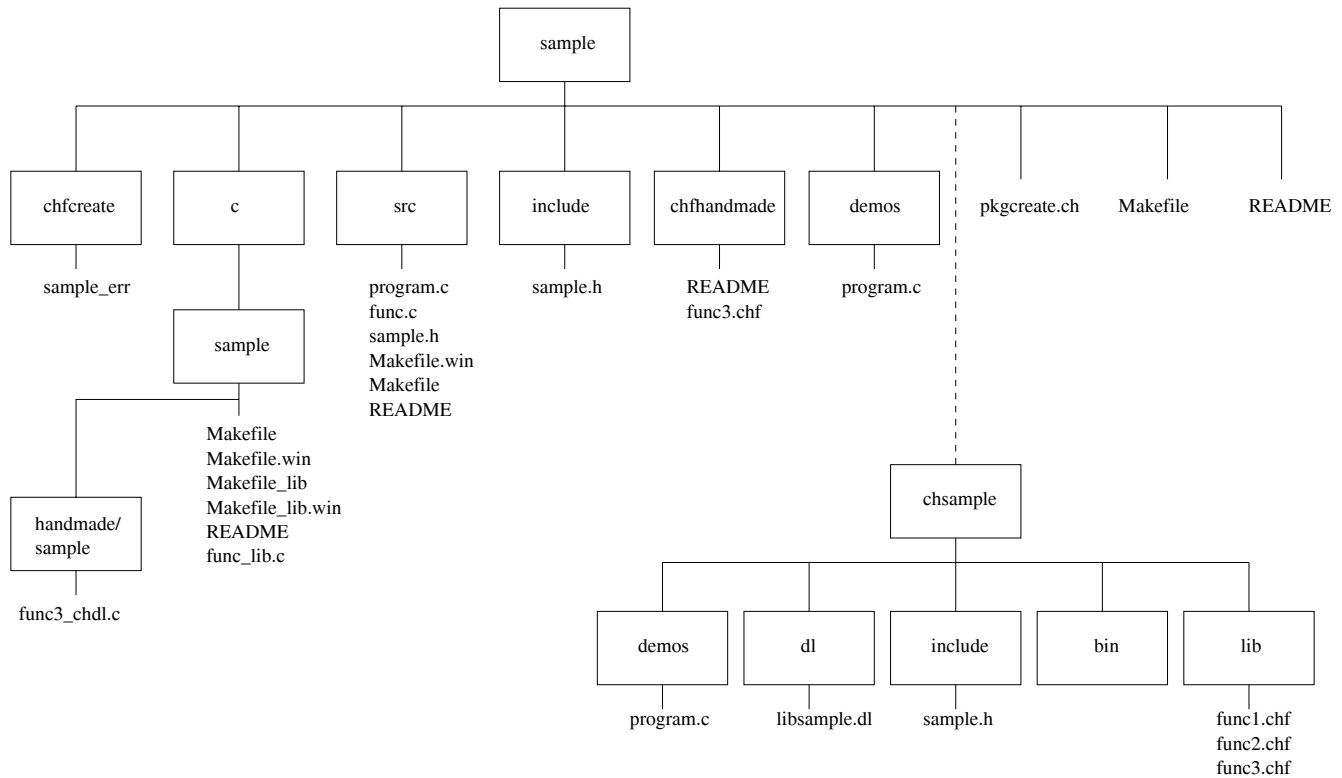 sample
chfcreate
c
src
include
chfhandmade
demos
pkgcreate.ch
Makefile
README
sample_err
program.c
func.c
sample.h
Makefile.win
Makefile
README
sample.h
README
func3.chf
program.c
sample
Makefile
Makefile.win
Makefile_lib
Makefile_lib.win
README
func_lib.c
handmade/
sample
func3_chdl.c
chsample
demos
dl
include
bin
lib
program.c
libsample.dl
sample.h
func1.chf
func2.chf
func3.chf